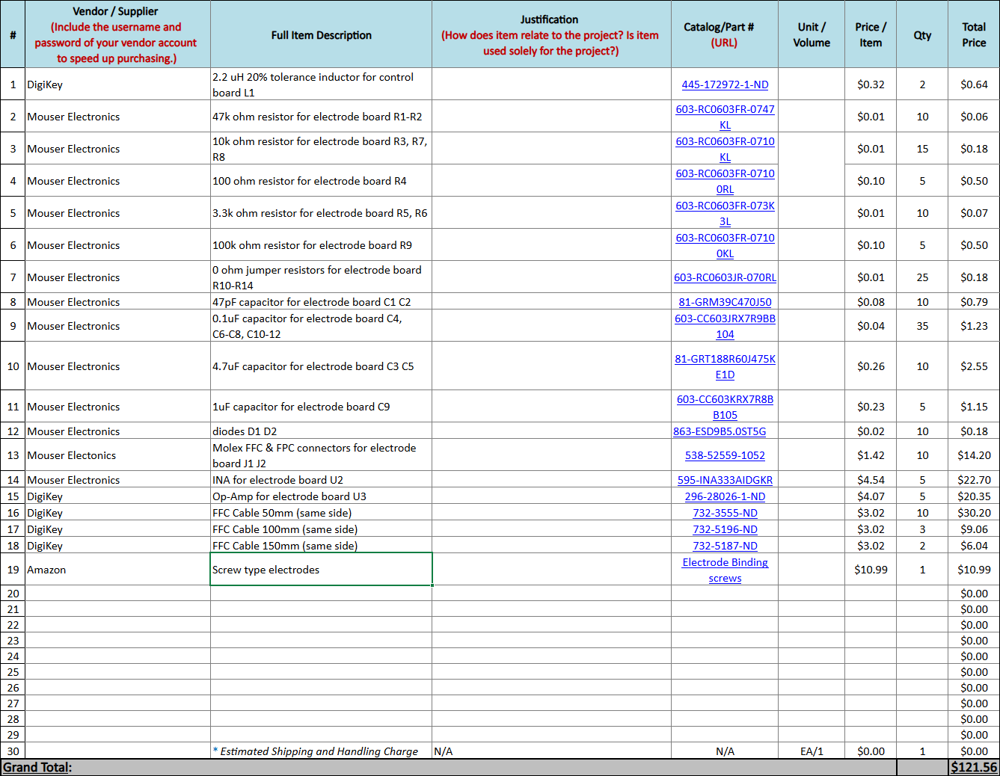 #
Vendor / Supplier
(Include the username and
password of your vendor account
to speed up purchasing.)
Full Item Description
Justification
(How does item relate to the project? Is item
used solely for the project?)
Catalog/Part #
(URL)
Unit /
Volume
Price /
Item
Qty
Total
Price
1 DigiKey
2.2 uH 20% tolerance inductor for control
board L1
445-172972-1-ND $0.32 2 $0.64
2 Mouser Electronics 47k ohm resistor for electrode board R1-R2
603-RC0603FR-0747
KL
$0.01 10 $0.06
3 Mouser Electronics
10k ohm resistor for electrode board R3, R7,
R8
603-RC0603FR-0710
KL
$0.01 15 $0.18
4 Mouser Electronics 100 ohm resistor for electrode board R4
603-RC0603FR-0710
0RL
$0.10 5 $0.50
5 Mouser Electronics 3.3k ohm resistor for electrode board R5, R6
603-RC0603FR-073K
3L
$0.01 10 $0.07
6 Mouser Electronics 100k ohm resistor for electrode board R9
603-RC0603FR-0710
0KL
$0.10 5 $0.50
7 Mouser Electronics
0 ohm jumper resistors for electrode board
R10-R14
603-RC0603JR-070RL $0.01 25 $0.18
8 Mouser Electronics 47pF capacitor for electrode board C1 C2 81-GRM39C470J50 $0.08 10 $0.79
9 Mouser Electronics
0.1uF capacitor for electrode board C4,
C6-C8, C10-12
603-CC603JRX7R9BB
104
$0.04 35 $1.23
10 Mouser Electronics 4.7uF capacitor for electrode board C3 C5
81-GRT188R60J475K
E1D
$0.26 10 $2.55
11 Mouser Electronics 1uF capacitor for electrode board C9
603-CC603KRX7R8B
B105
$0.23 5 $1.15
12 Mouser Electronics diodes D1 D2 863-ESD9B5.0ST5G $0.02 10 $0.18
13 Mouser Electonics
Molex FFC & FPC connectors for electrode
board J1 J2
538-52559-1052 $1.42 10 $14.20
14 Mouser Electronics INA for electrode board U2 595-INA333AIDGKR $4.54 5 $22.70
15 DigiKey Op-Amp for electrode board U3 296-28026-1-ND $4.07 5 $20.35
16 DigiKey FFC Cable 50mm (same side) 732-3555-ND $3.02 10 $30.20
17 DigiKey FFC Cable 100mm (same side) 732-5196-ND $3.02 3 $9.06
18 DigiKey FFC Cable 150mm (same side) 732-5187-ND $3.02 2 $6.04
19 Amazon Screw type electrodes
Electrode Binding
screws
$10.99 1 $10.99
20 $0.00
21 $0.00
22 $0.00
23 $0.00
24 $0.00
25 $0.00
26 $0.00
27 $0.00
28 $0.00
29 $0.00
30 * Estimated Shipping and Handling Charge N/A N/A EA/1 $0.00 1 $0.00
Grand Total: $121.56